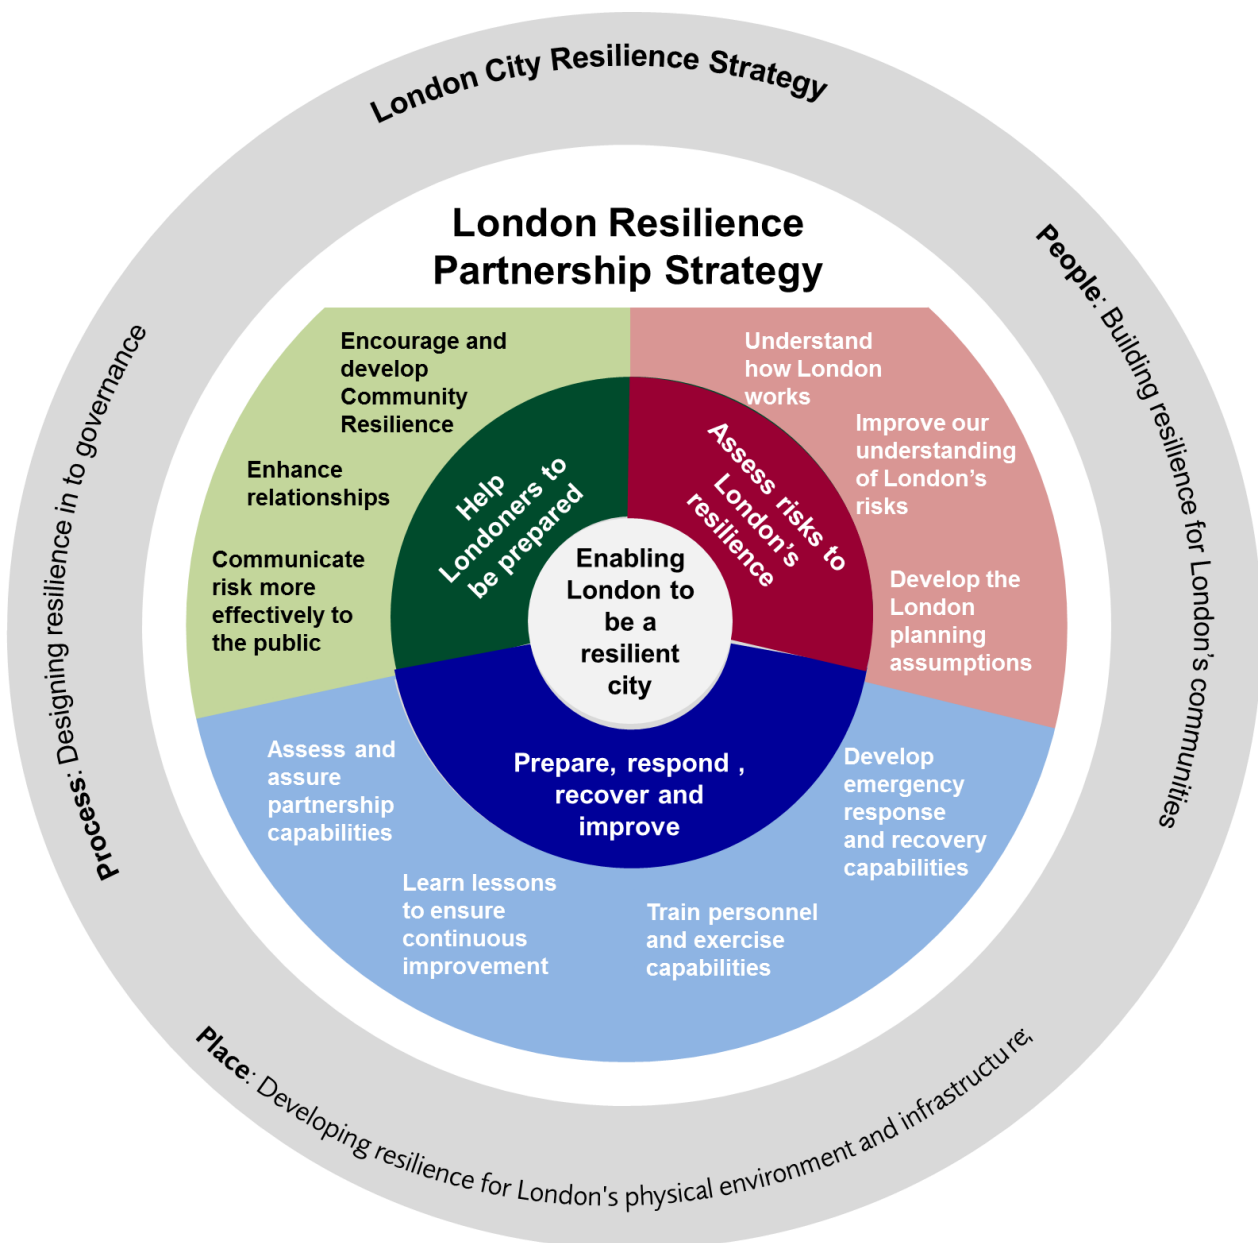 London City Resilience Strategy
London Resilience
Partnership Strategy
Encourage and
develop
Community
Resilience
Enhance
relationships
Communicate
risk more
effectively to
the public
Help
Londoners to
be prepared
Understand
how London
works
Improve our
understanding
of London's
risks
Develop the
London
planning
assumptions
Assess risks to
London's
resilience
Enabling
London to
be a
resilient
city
Prepare, respond ,
recover and
improve
Assess and
assure
partnership
capabilities
Learn lessons
to ensure
continuous
improvement
Train personnel
and exercise
capabilities
Develop
emergency
response
and recovery
capabilities
People: Building resilience for London's communities
Place: Developing resilience for London's physical environment and infrastructure;
Process: Designing resilience in to governance